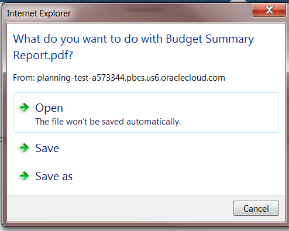 Internet Explorer
What do you want to do with Budget Summary
Report.pdf?
From: planning-test-a573344.pbcs.us6.oraclecloud.com
Open
The file won't be saved automatically.
Save
Save as
Cancel